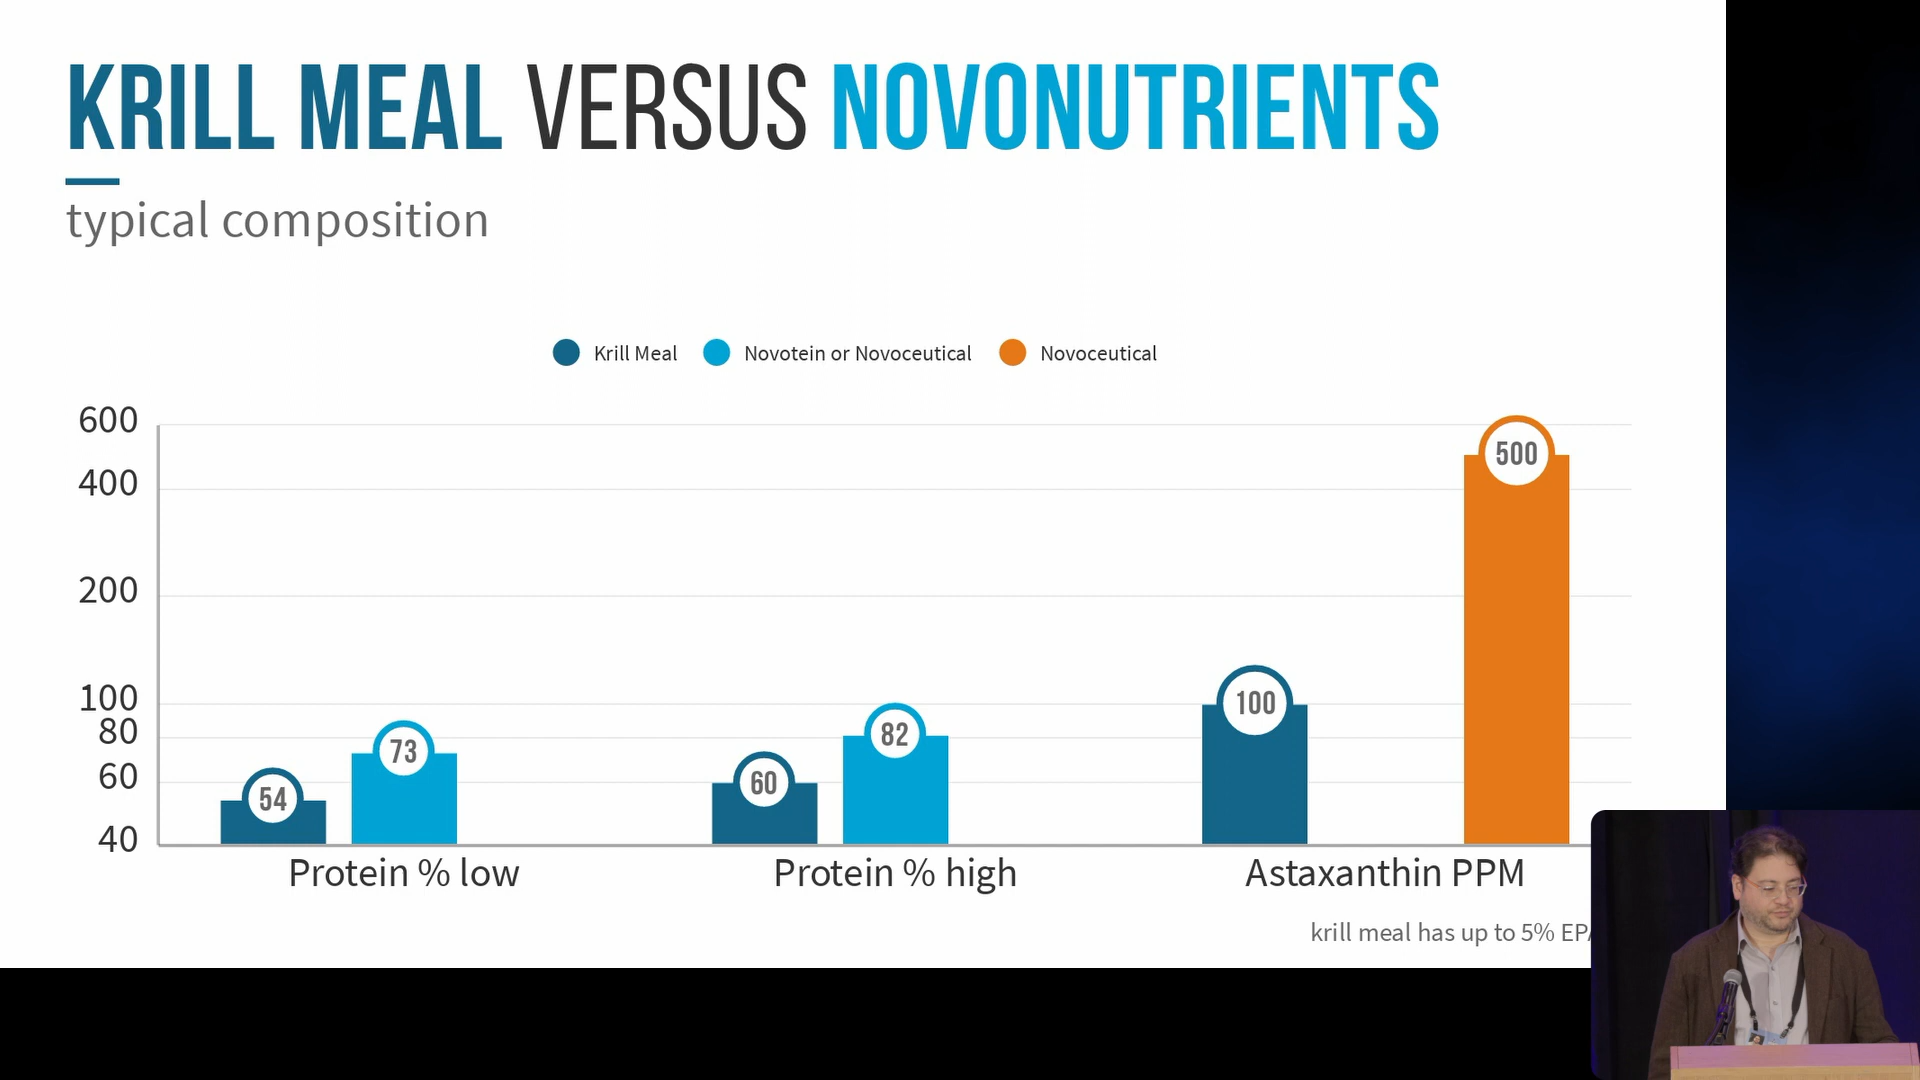 KRILL MEAL VERSUS NOVONUTRIENTS
typical composition
Krill Meal Novotein or Novoceutical Novoceutical
600
400
200
100
80
60
40
54
73
60
82
100
500
Protein % low Protein % high Astaxanthin PPM
krill meal has up to 5%